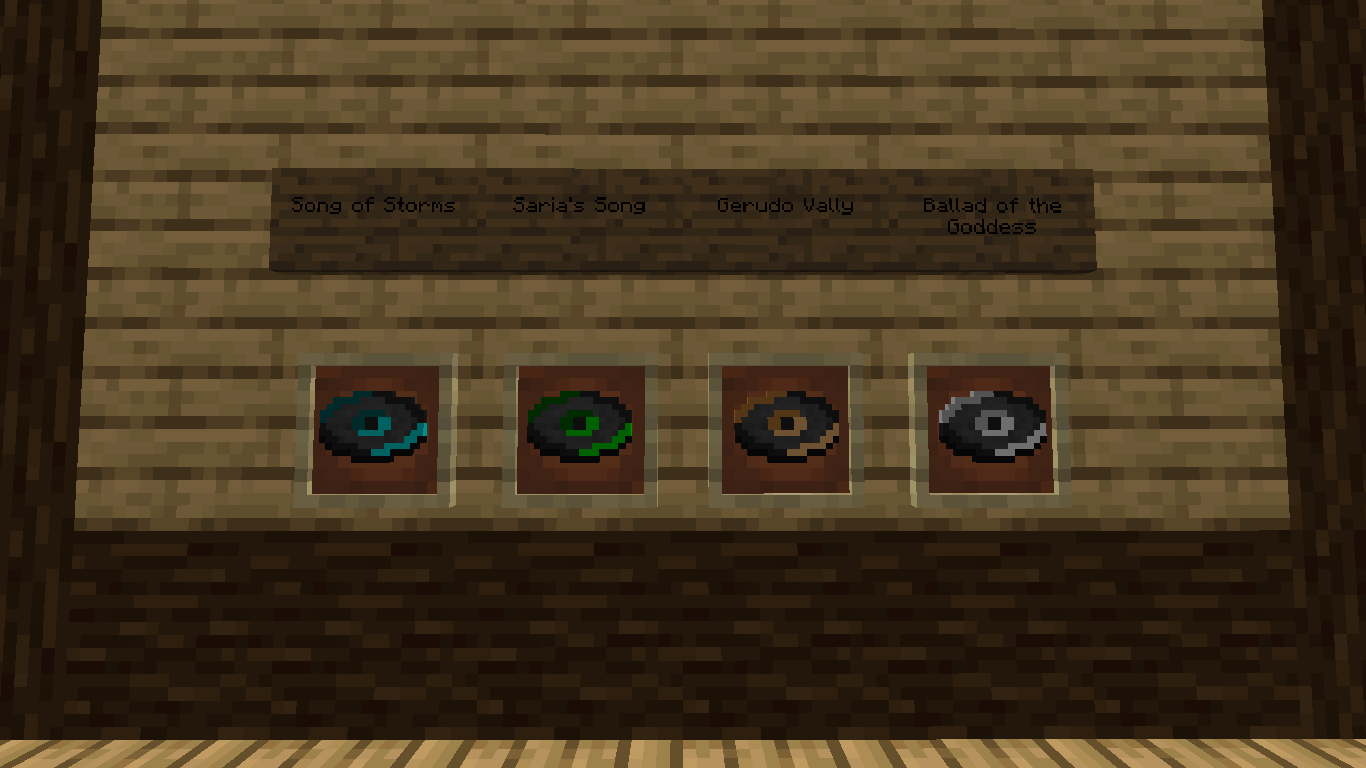 Song of Storms
Saria's Song
Gerudo Vally
Ballad of the
Goddess